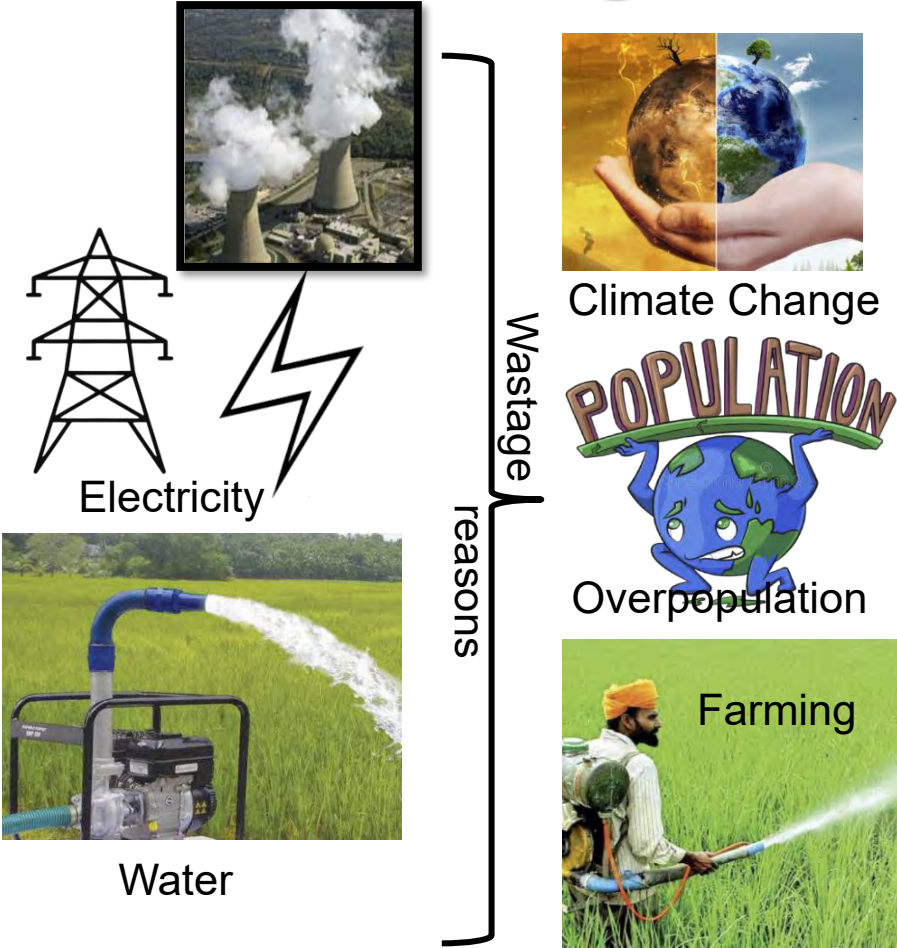 Electricity
Water
Wastage
reasons
Climate Change
POPULATION
Overpopulation
Farming